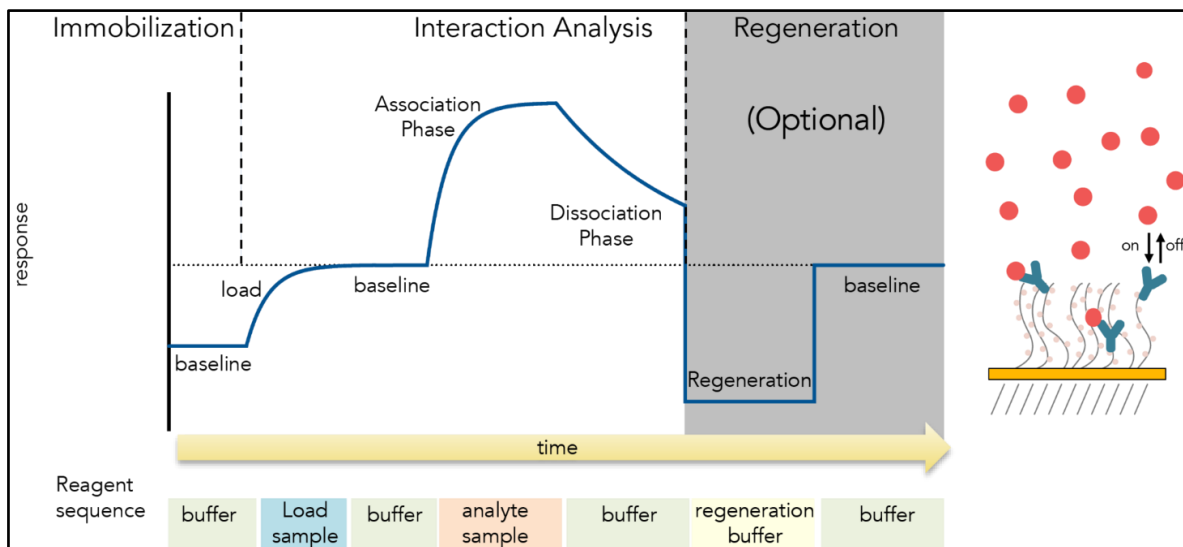 Immobilization
Interaction Analysis
Regeneration
(Optional)
Association
Phase
Dissociation
Phase
response
load
baseline
baseline
baseline
Regeneration
on
off
time
Reagent
sequence
buffer
Load
sample
buffer
analyte
sample
buffer
regeneration
buffer
buffer